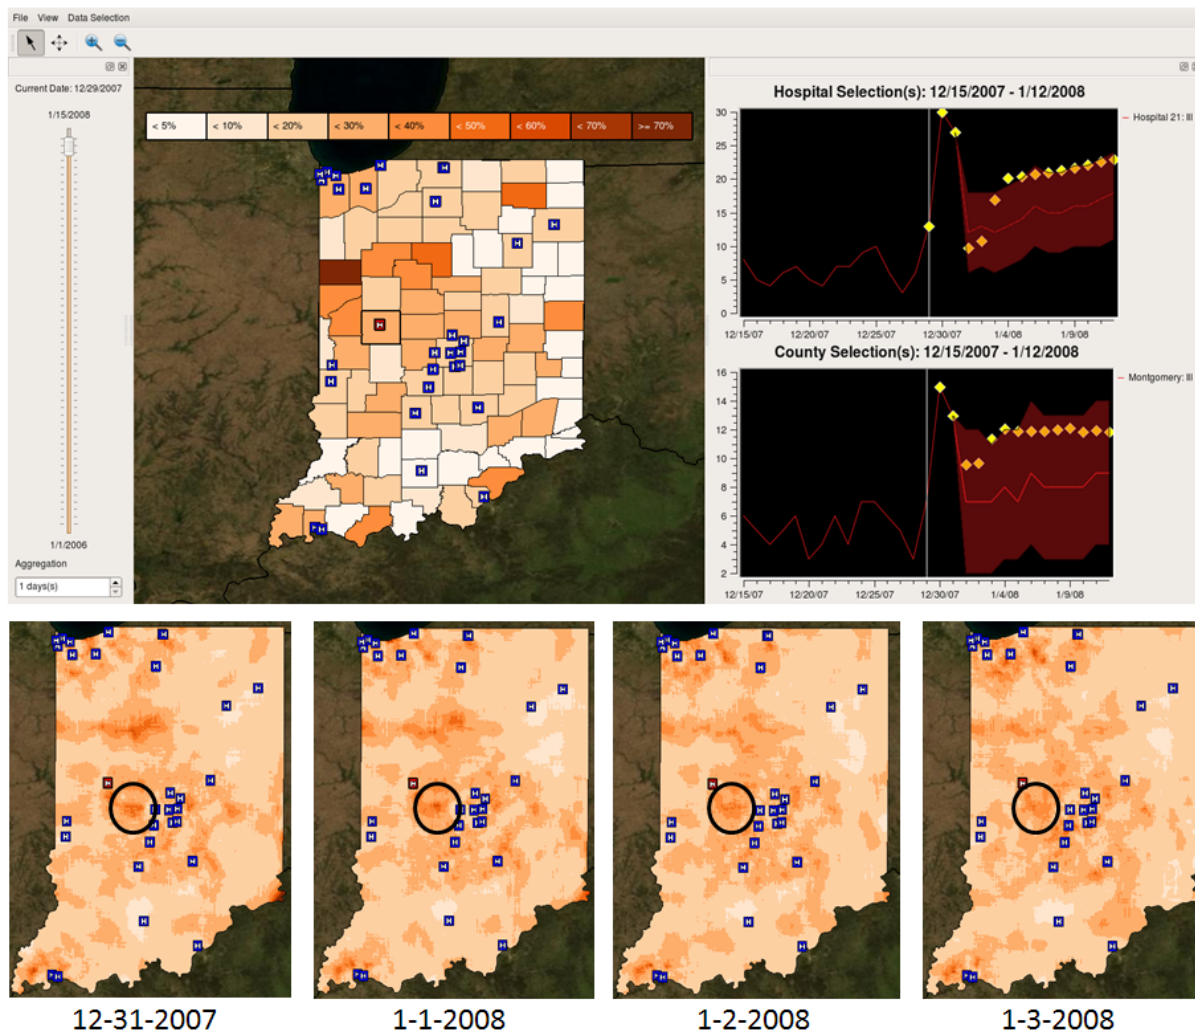 File View Data Selection
Current Date: 12/29/2007
1/15/2008
1/1/2006
Aggregation
1 days(s)
< 5% < 10% < 20% < 30% < 40% < 50% < 60% < 70% >= 70%
Hospital Selection(s): 12/15/2007 - 1/12/2008
30
25
20
15
10
5
0
12/15/07 12/20/07 12/25/07 12/30/07 1/4/08 1/9/08
Hospital 21: Ill
County Selection(s): 12/15/2007 - 1/12/2008
16
14
12
10
8
6
4
2
12/15/07 12/20/07 12/25/07 12/30/07 1/4/08 1/9/08
Montgomery: Ill
12-31-2007 1-1-2008 1-2-2008 1-3-2008